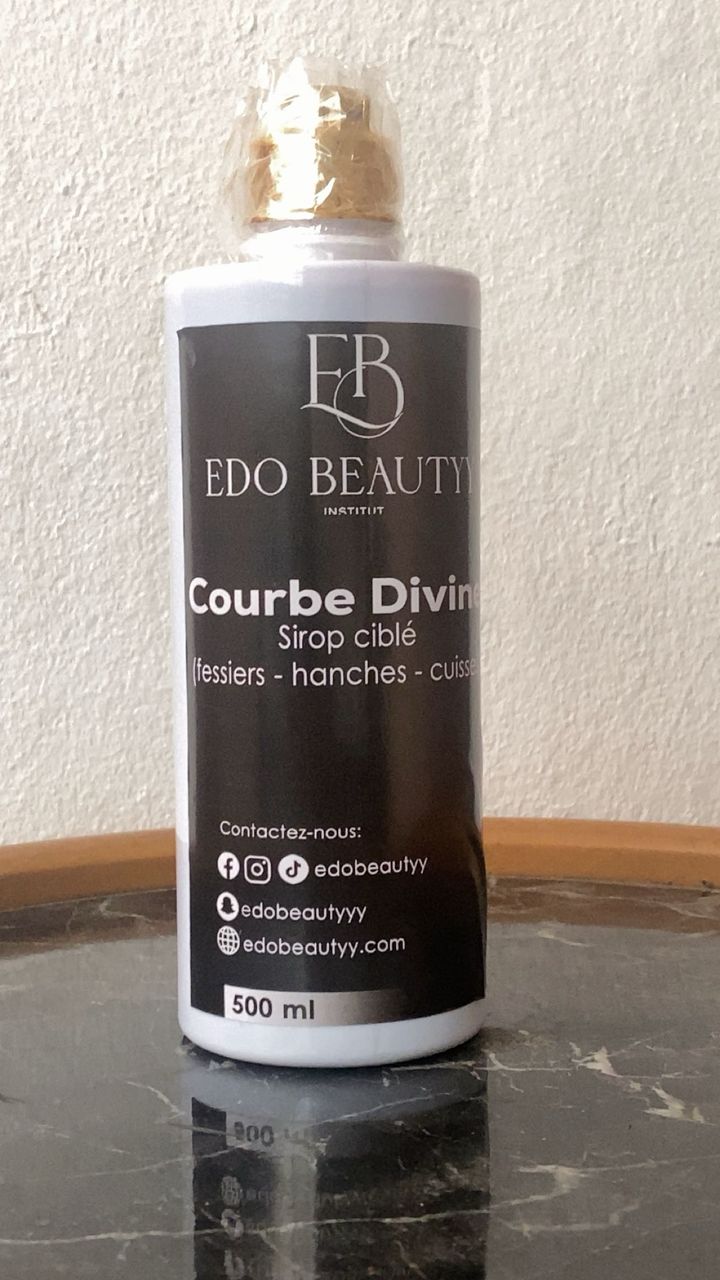 EB
EDO BEAUTYY
INSTITUT
Courbe Divine
Sirop ciblé
(fessiers - hanches - cuisse
Contactez-nous:
edobeautyy
edobeautyyy
edobeautyy.com
500 ml